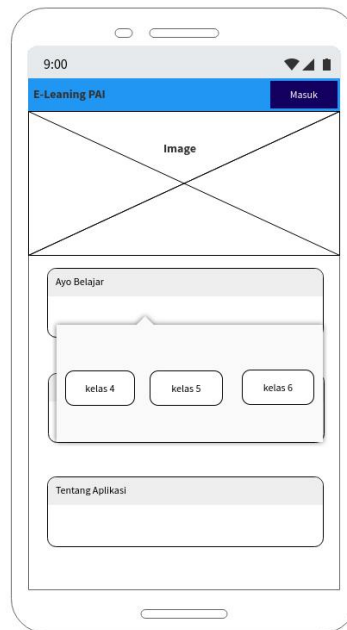 9:00
E-Leaning PAI
Masuk
Image
Ayo Belajar
kelas 4
kelas 5
kelas 6
Tentang Aplikasi